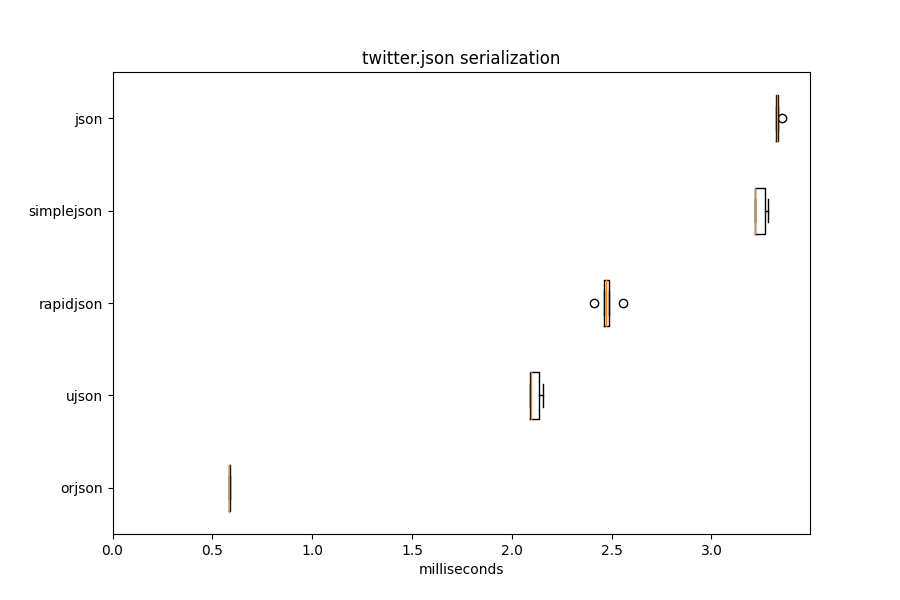 twitter.json serialization
json
simplejson
rapidjson
ujson
orjson
0.0 0.5 1.0 1.5 2.0 2.5 3.0
milliseconds